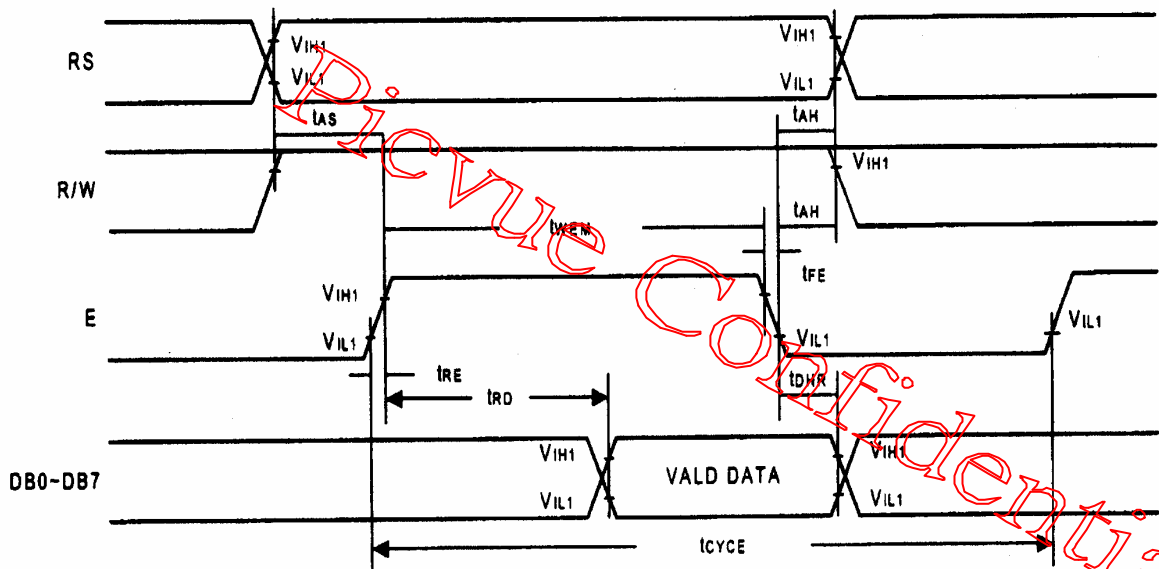 RS
VIH1
VIL1
VIH1
VIL1
tAS
tAH
R/W
VIH1
tWEM
tAH
tFE
E
VIH1
VIL1
VIL1
VIL1
tRE
tRD
tDHR
DB0~DB7
VIH1
VIL1
VALD DATA
VIH1
VIL1
tCYCE
Picvue Confidenti